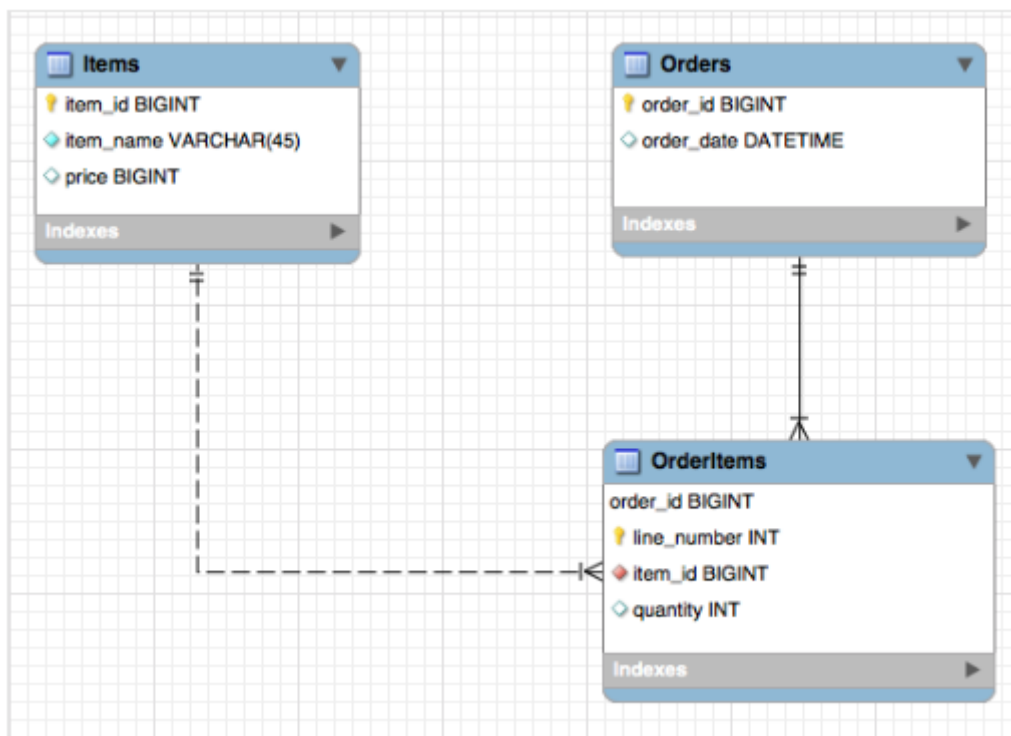 Items
item_id BIGINT
item_name VARCHAR(45)
price BIGINT
Indexes
Orders
order_id BIGINT
order_date DATETIME
Indexes
OrderItems
order_id BIGINT
line_number INT
item_id BIGINT
quantity INT
Indexes